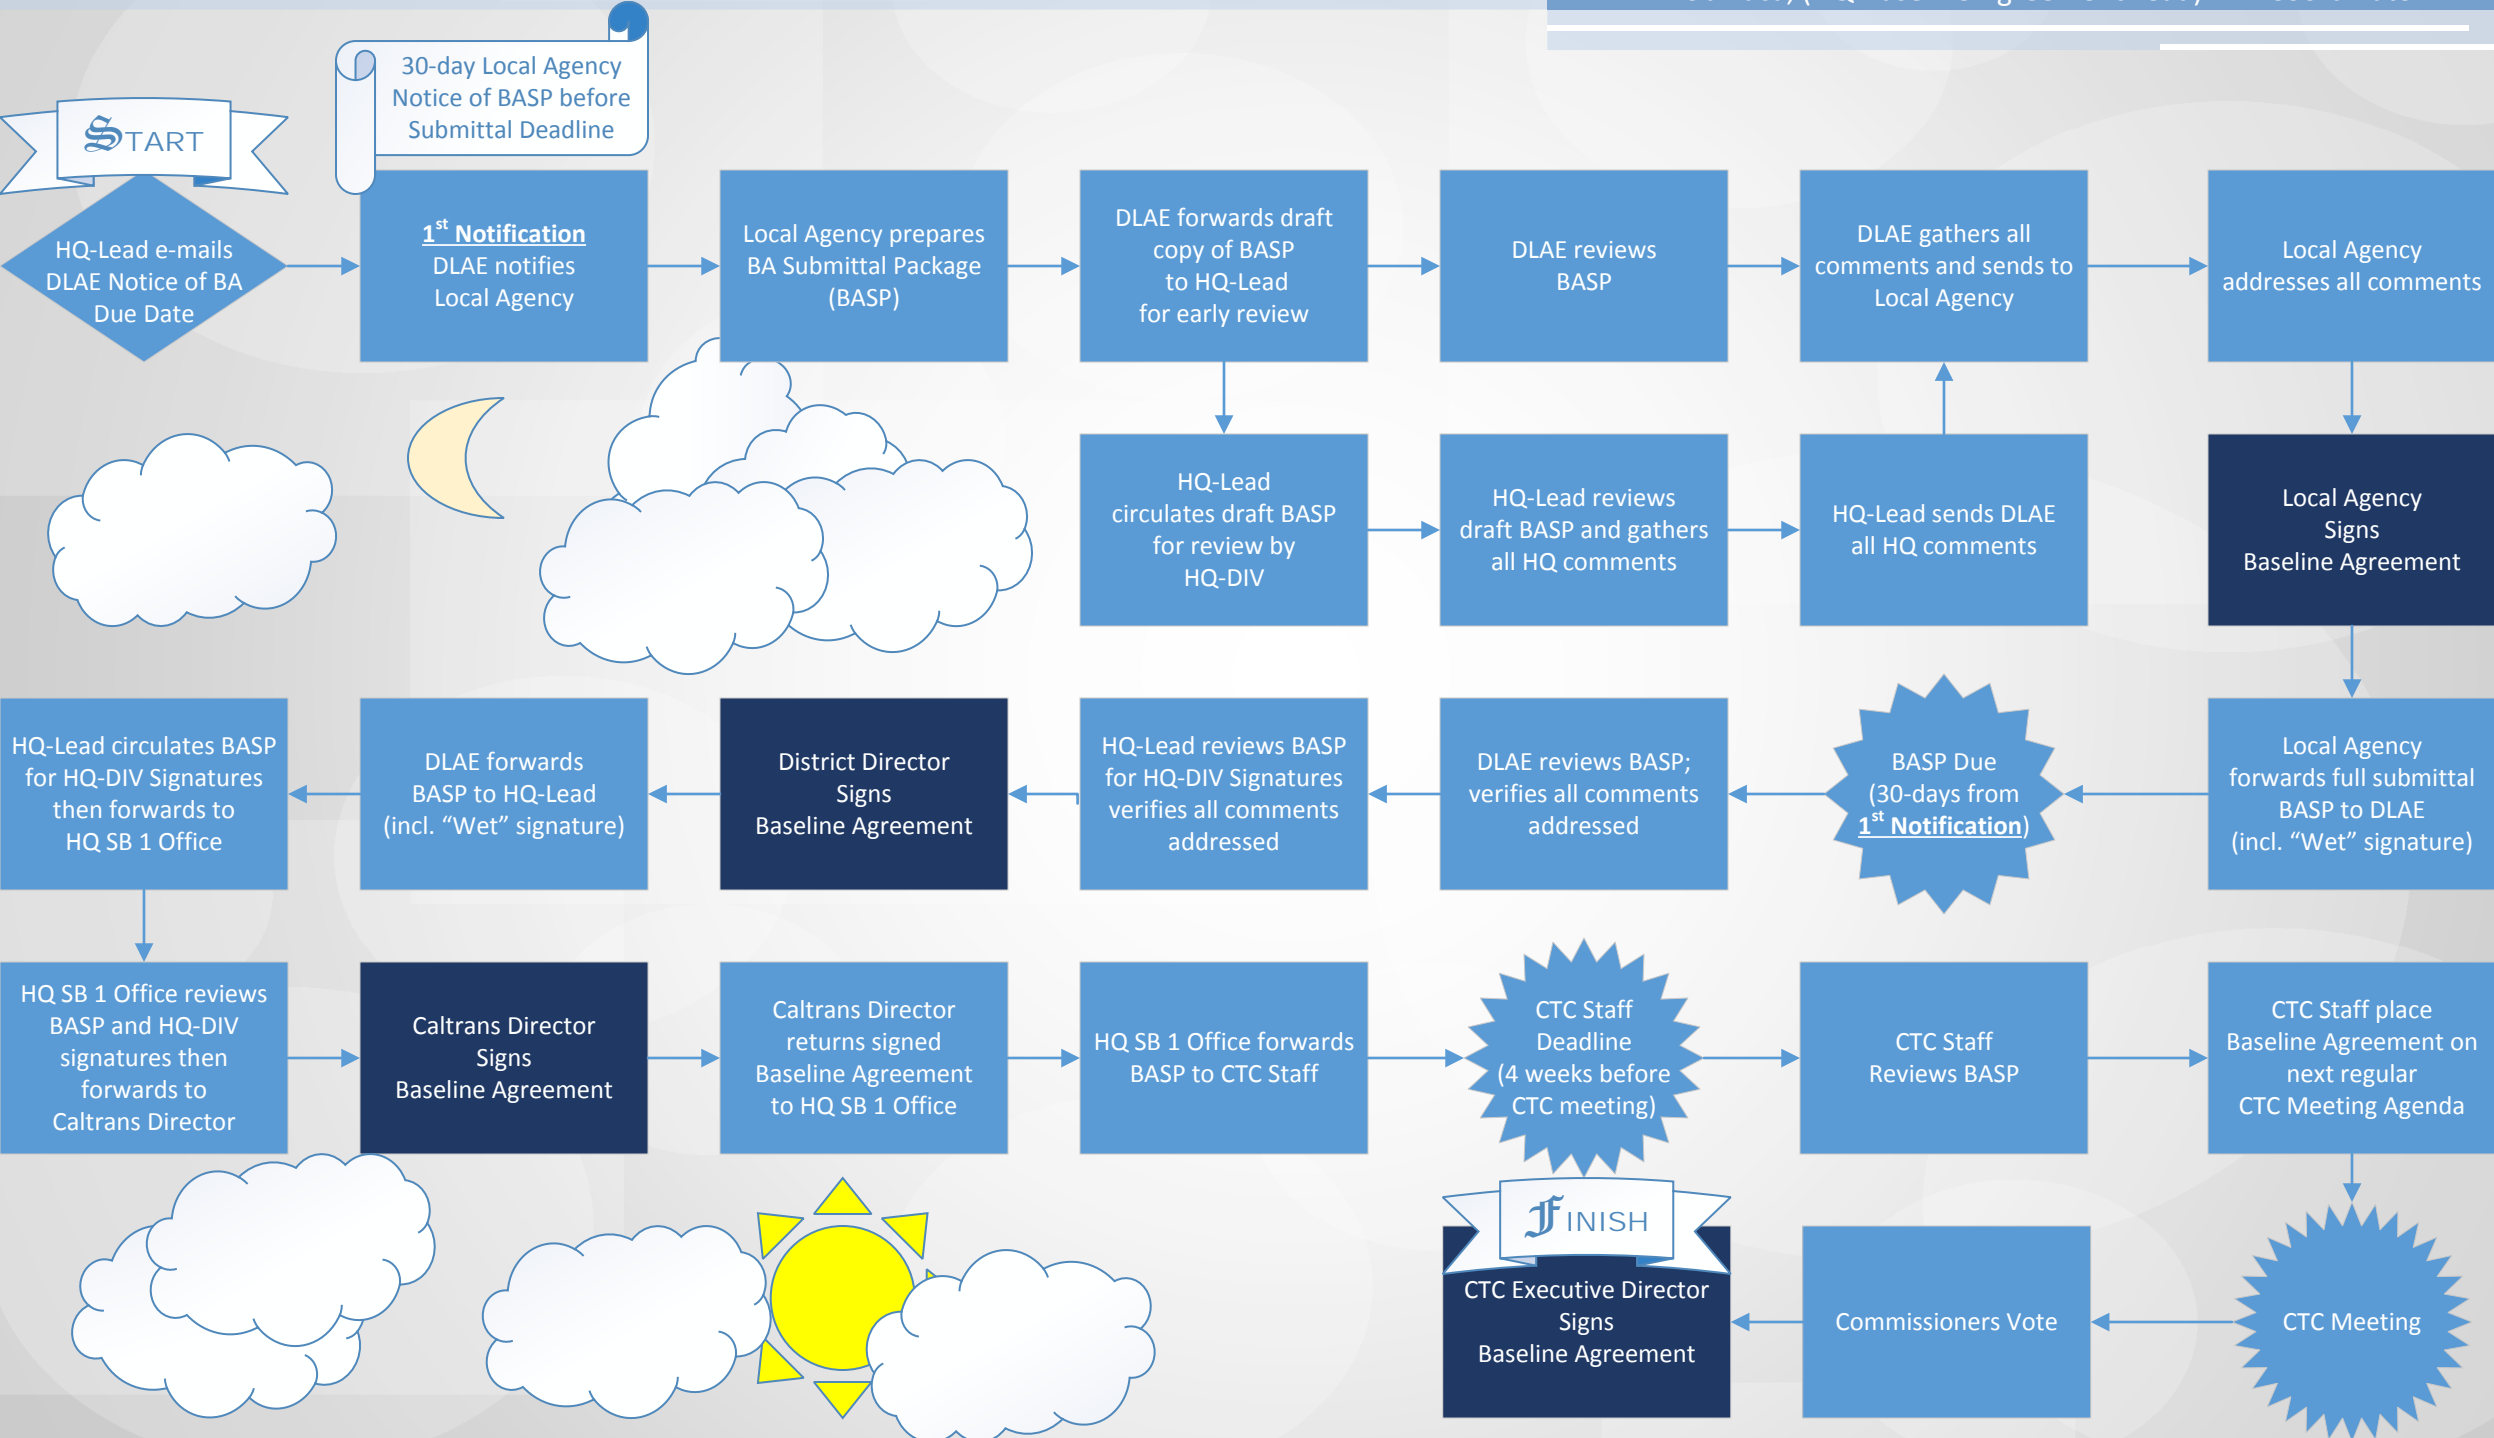 30-day Local Agency
Notice of BASP before
Submittal Deadline
START
HQ-Lead e-mails
DLAE Notice of BA
Due Date
1st Notification
DLAE notifies
Local Agency
Local Agency prepares
BA Submittal Package
(BASP)
DLAE forwards draft
copy of BASP
to HQ-Lead
for early review
DLAE reviews
BASP
DLAE gathers all
comments and sends to
Local Agency
Local Agency
addresses all comments
HQ-Lead
circulates draft BASP
for review by
HQ-DIV
HQ-Lead reviews
draft BASP and gathers
all HQ comments
HQ-Lead sends DLAE
all HQ comments
Local Agency
Signs
Baseline Agreement
HQ-Lead circulates BASP
for HQ-DIV Signatures
then forwards to
HQ SB 1 Office
DLAE forwards
BASP to HQ-Lead
(incl. “Wet” signature)
District Director
Signs
Baseline Agreement
HQ-Lead reviews BASP
for HQ-DIV Signatures
verifies all comments
addressed
DLAE reviews BASP;
verifies all comments
addressed
BASP Due
(30-days from
1st Notification)
Local Agency
forwards full submittal
BASP to DLAE
(incl. “Wet” signature)
HQ SB 1 Office reviews
BASP and HQ-DIV
signatures then
forwards to
Caltrans Director
Caltrans Director
Signs
Baseline Agreement
Caltrans Director
returns signed
Baseline Agreement
to HQ SB 1 Office
HQ SB 1 Office forwards
BASP to CTC Staff
CTC Staff
Deadline
(4 weeks before
CTC meeting)
CTC Staff
Reviews BASP
CTC Staff place
Baseline Agreement on
next regular
CTC Meeting Agenda
FINISH
CTC Executive Director
Signs
Baseline Agreement
Commissioners Vote
CTC Meeting